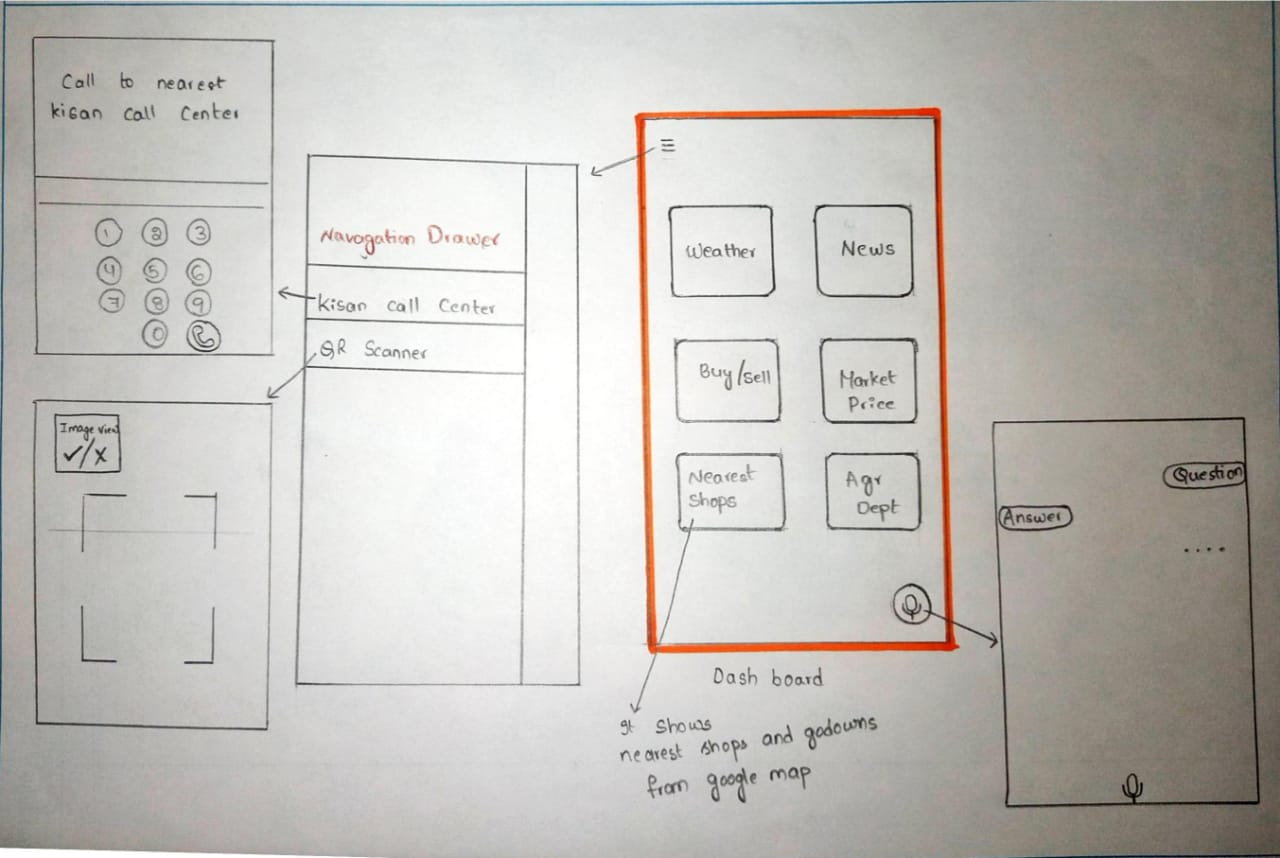 Call to nearest
kisan call Center
1 2 3
4 5 6
7 8 9
0
Image view
✓/X
Navagation Drawer
kisan call Center
QR Scanner
Weather
News
Buy/sell
Market
Price
Nearest
Shops
Agr
Dept
Dash board
It shows
nearest shops and godowns
from google map
Question
Answer
....